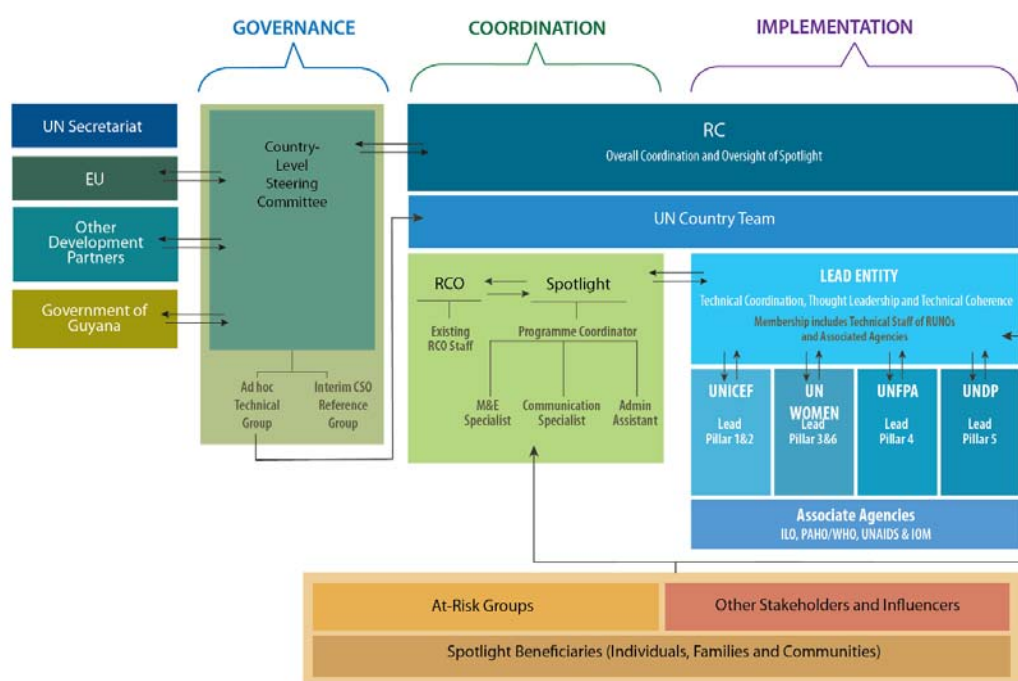 GOVERNANCE
COORDINATION
IMPLEMENTATION
UN Secretariat
EU
Other
Development
Partners
Government of
Guyana
Country-
Level
Steering
Committee
Ad hoc
Technical
Group
Interim CSO
Reference
Group
RC
Overall Coordination and Oversight of Spotlight
UN Country Team
RCO
Existing
RCO Staff
Spotlight
Programme Coordinator
M&E
Specialist
Communication
Specialist
Admin
Assistant
LEAD ENTITY
Technical Coordination, Thought Leadership and Technical Coherence
Membership includes Technical Staff of RUNOs
and Associated Agencies
UNICEF
Lead
Pillar 1&2
UN
WOMEN
Lead
Pillar 3&6
UNFPA
Lead
Pillar 4
UNDP
Lead
Pillar 5
Associate Agencies
ILO, PAHO/WHO, UNAIDS & IOM
At-Risk Groups
Other Stakeholders and Influencers
Spotlight Beneficiaries (Individuals, Families and Communities)